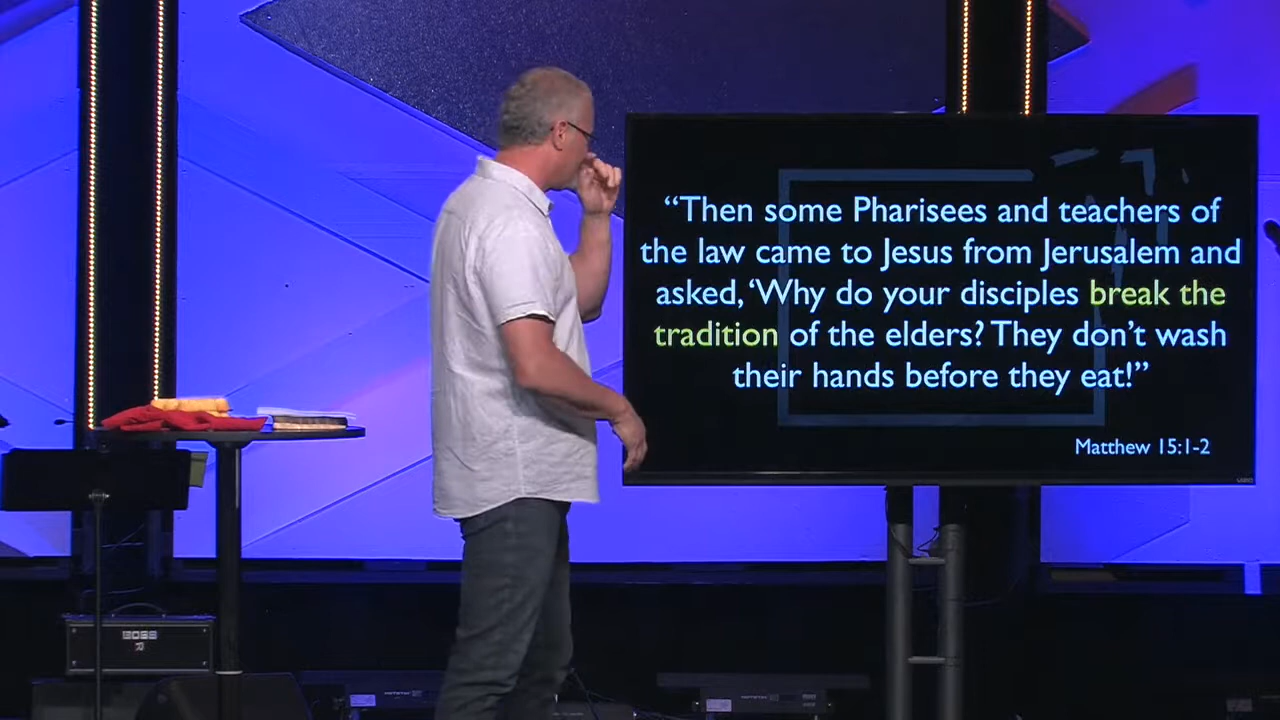 “Then some Pharisees and teachers of
the law came to Jesus from Jerusalem and
asked, ‘Why do your disciples break the
tradition of the elders? They don’t wash
their hands before they eat!”
Matthew 15:1-2
VIZIO
BOSS